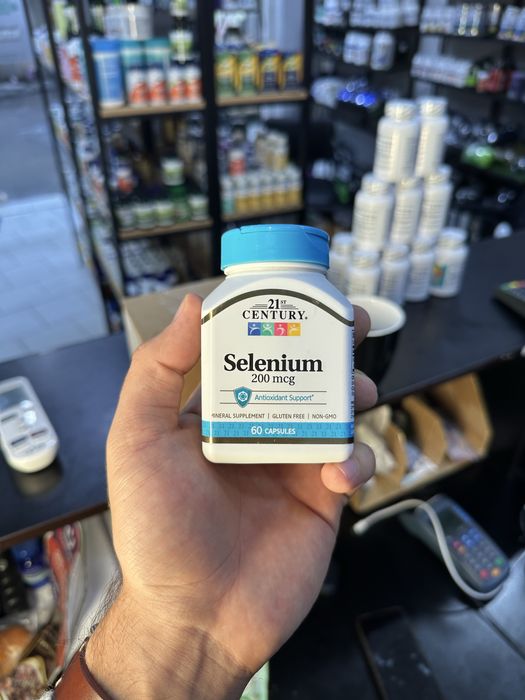 21ST
CENTURY®
Selenium
200 mcg
Antioxidant Support*
MINERAL SUPPLEMENT | GLUTEN FREE | NON-GMO
60 CAPSULES